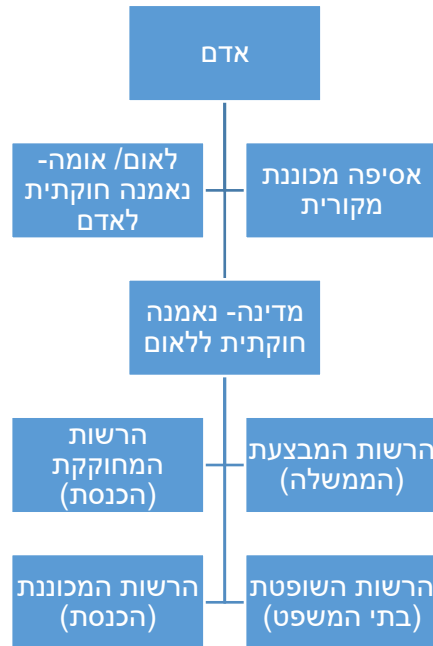 אדם
אסיפה מכוננת
מקורית
לאום/ אומה-
נאמנה חוקתית
לאדם
מדינה- נאמנה
חוקתית ללאום
הרשות המבצעת
(הממשלה)
הרשות
המחוקקת
(הכנסת)
הרשות השופטת
(בתי המשפט)
הרשות המכוננת
(הכנסת)